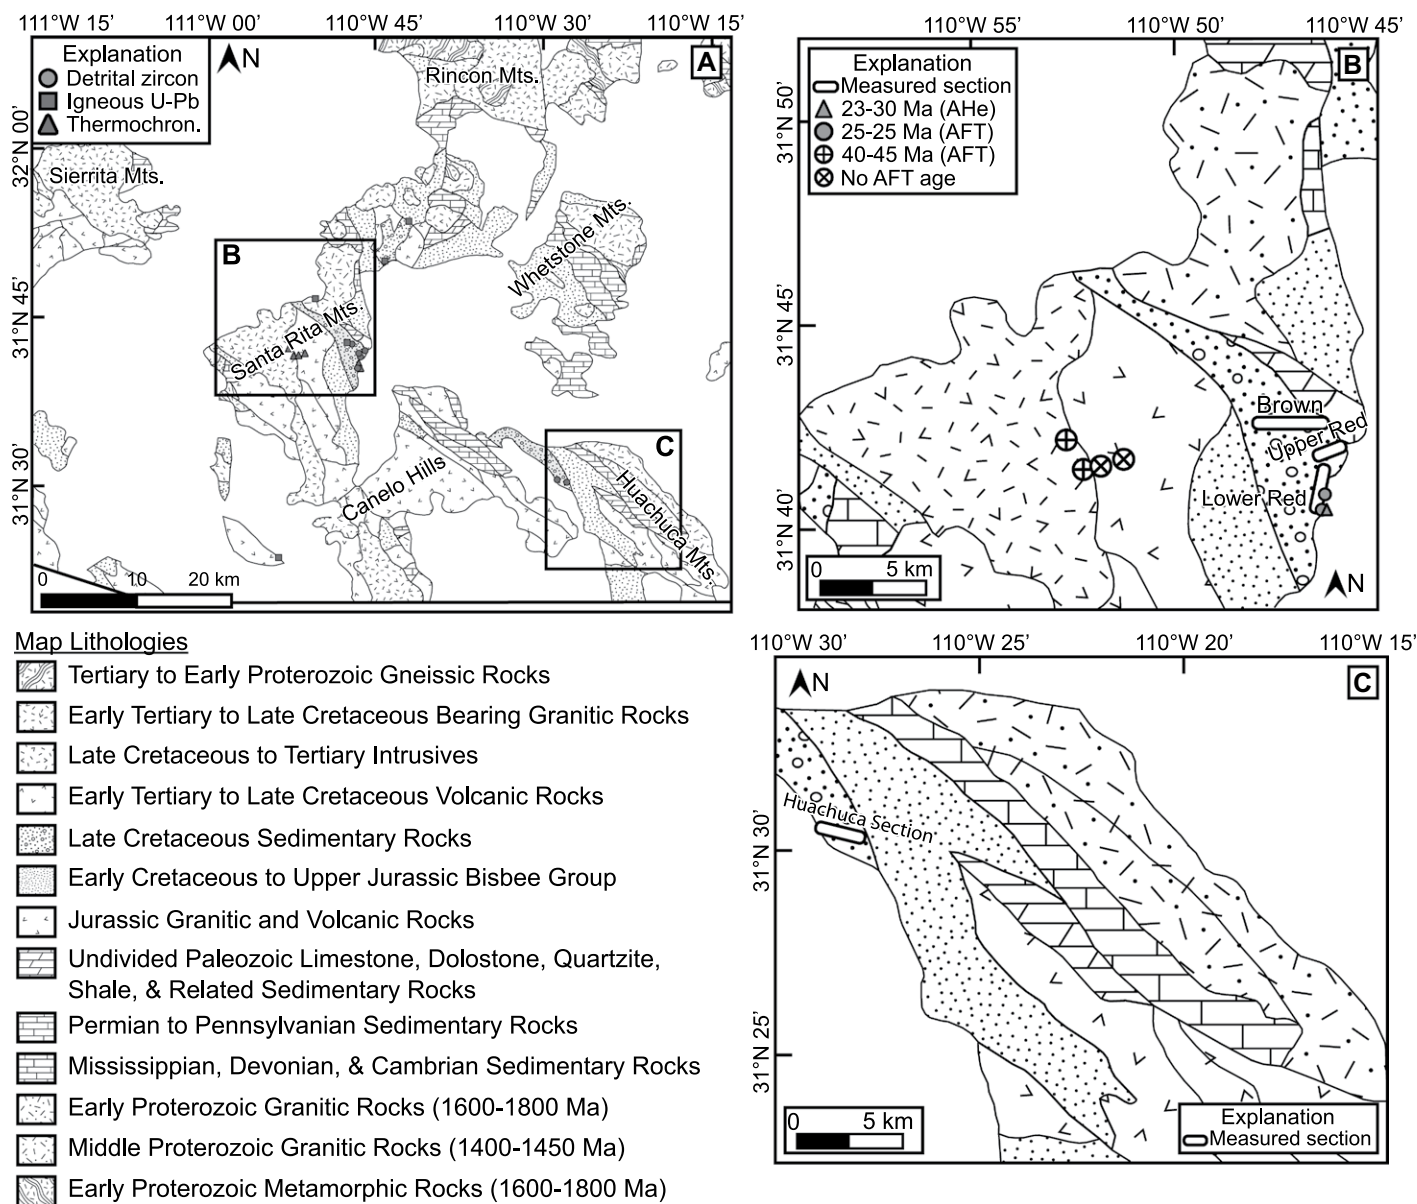 111°W 15'
111°W 00'
110°W 45'
110°W 30'
110°W 15'
Explanation
Detrital zircon
Igneous U-Pb
Thermochron.
N
A
Rincon Mts.
32°N 00'
Sierrita Mts.
Whetstone Mts.
B
31°N 45'
Santa Rita Mts.
C
31°N 30'
Canelo Hills
Huachuca Mts.
0 10 20 km
110°W 55'
110°W 50'
110°W 45'
Explanation
Measured section
23-30 Ma (AHe)
25-25 Ma (AFT)
40-45 Ma (AFT)
No AFT age
B
31°N 50'
31°N 45'
Brown
Upper Red
Lower Red
31°N 40'
0 5 km
N
Map Lithologies
Tertiary to Early Proterozoic Gneissic Rocks
Early Tertiary to Late Cretaceous Bearing Granitic Rocks
Late Cretaceous to Tertiary Intrusives
Early Tertiary to Late Cretaceous Volcanic Rocks
Late Cretaceous Sedimentary Rocks
Early Cretaceous to Upper Jurassic Bisbee Group
Jurassic Granitic and Volcanic Rocks
Undivided Paleozoic Limestone, Dolostone, Quartzite,
Shale, & Related Sedimentary Rocks
Permian to Pennsylvanian Sedimentary Rocks
Mississippian, Devonian, & Cambrian Sedimentary Rocks
Early Proterozoic Granitic Rocks (1600-1800 Ma)
Middle Proterozoic Granitic Rocks (1400-1450 Ma)
Early Proterozoic Metamorphic Rocks (1600-1800 Ma)
110°W 30'
110°W 25'
110°W 20'
110°W 15'
N
C
Huachuca Section
31°N 30'
31°N 25'
0 5 km
Explanation
Measured section